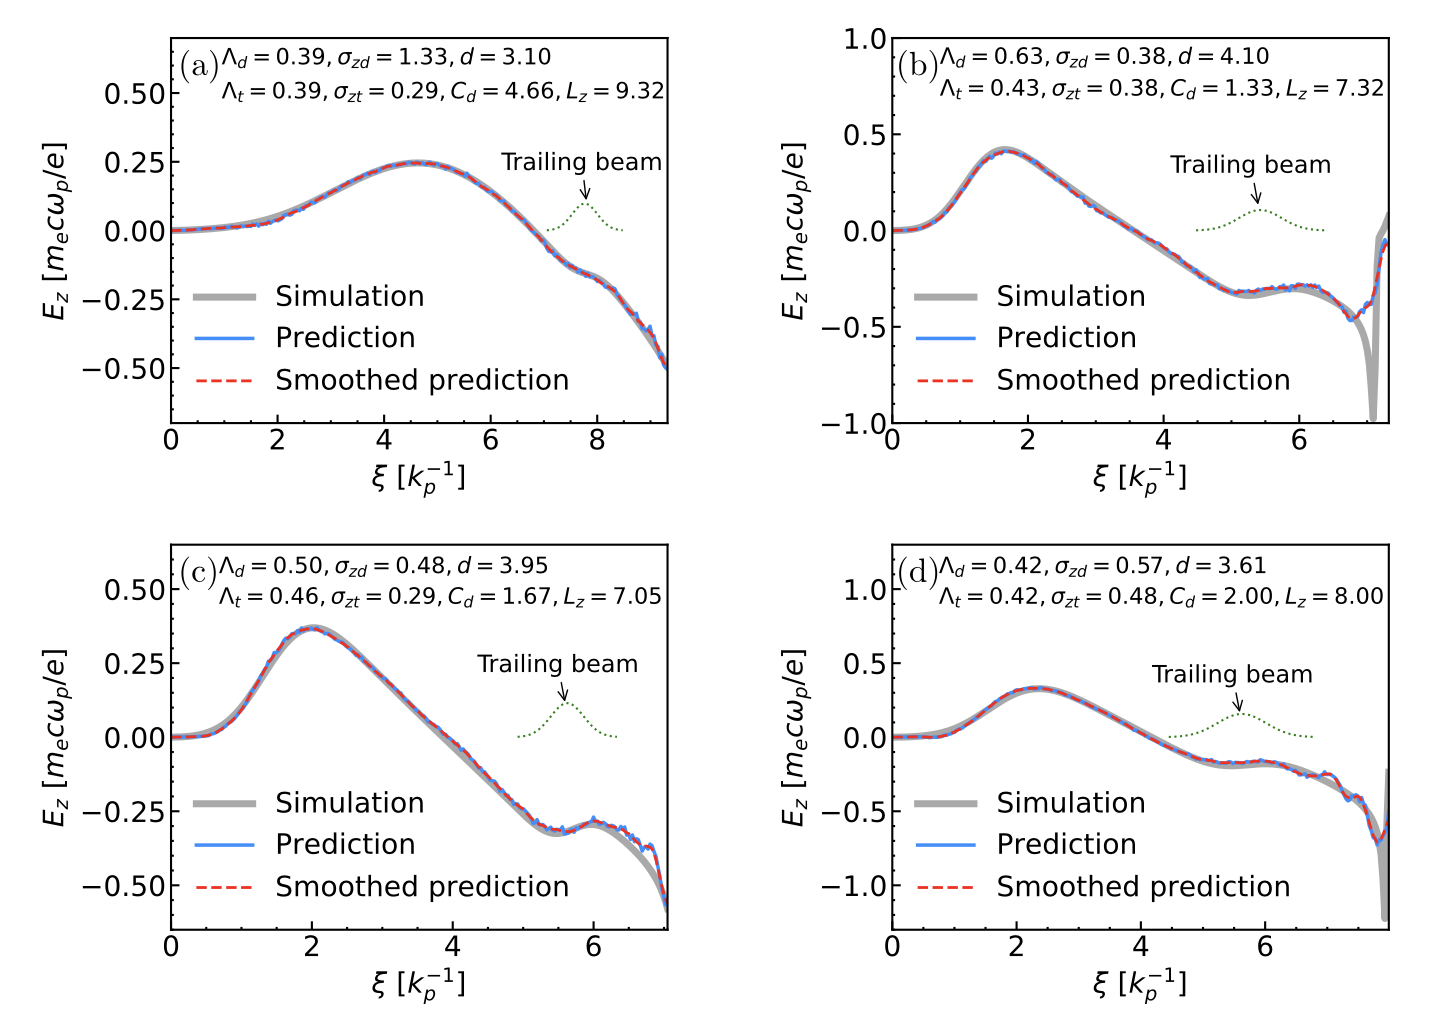 (a) Λ_d = 0.39, σ_zd = 1.33, d = 3.10
Λ_t = 0.39, σ_zt = 0.29, C_d = 4.66, L_z = 9.32
Trailing beam
Simulation
Prediction
Smoothed prediction
E_z [m_e cω_p/e]
0.50
0.25
0.00
−0.25
−0.50
0 2 4 6 8
ξ [k_p^{-1}]
(b) Λ_d = 0.63, σ_zd = 0.38, d = 4.10
Λ_t = 0.43, σ_zt = 0.38, C_d = 1.33, L_z = 7.32
Trailing beam
Simulation
Prediction
Smoothed prediction
E_z [m_e cω_p/e]
1.0
0.5
0.0
−0.5
−1.0
0 2 4 6
ξ [k_p^{-1}]
(c) Λ_d = 0.50, σ_zd = 0.48, d = 3.95
Λ_t = 0.46, σ_zt = 0.29, C_d = 1.67, L_z = 7.05
Trailing beam
Simulation
Prediction
Smoothed prediction
E_z [m_e cω_p/e]
0.50
0.25
0.00
−0.25
−0.50
0 2 4 6
ξ [k_p^{-1}]
(d) Λ_d = 0.42, σ_zd = 0.57, d = 3.61
Λ_t = 0.42, σ_zt = 0.48, C_d = 2.00, L_z = 8.00
Trailing beam
Simulation
Prediction
Smoothed prediction
E_z [m_e cω_p/e]
1.0
0.5
0.0
−0.5
−1.0
0 2 4 6
ξ [k_p^{-1}]